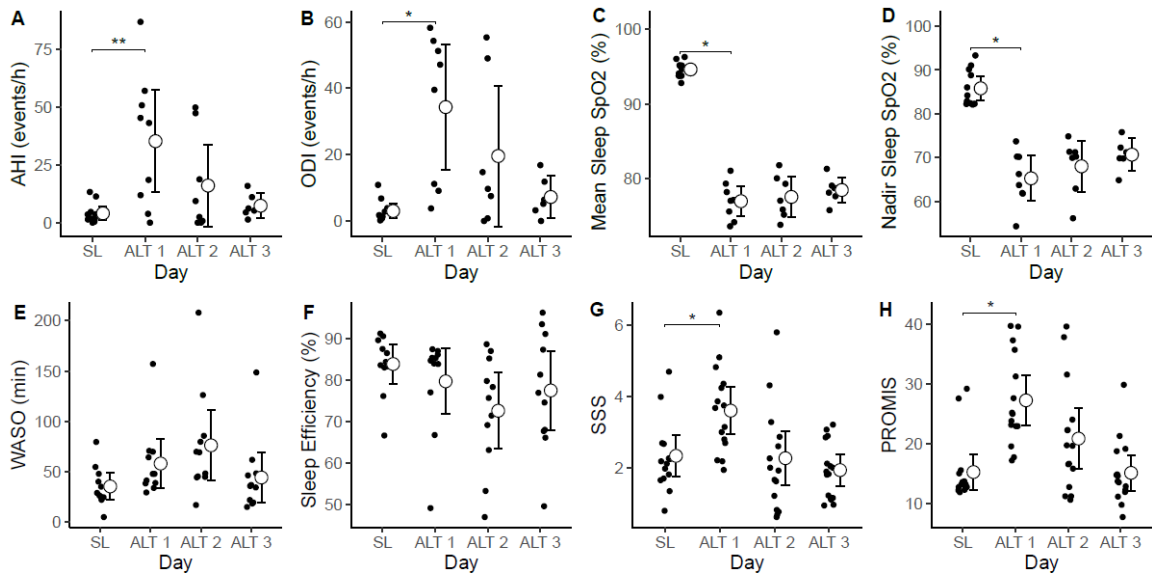 A
AHI (events/h)
75
50
25
0
**
SL ALT 1 ALT 2 ALT 3
Day
B
ODI (events/h)
60
40
20
0
*
SL ALT 1 ALT 2 ALT 3
Day
C
Mean Sleep SpO2 (%)
100
90
80
*
SL ALT 1 ALT 2 ALT 3
Day
D
Nadir Sleep SpO2 (%)
100
90
80
70
60
*
SL ALT 1 ALT 2 ALT 3
Day
E
WASO (min)
200
150
100
50
0
SL ALT 1 ALT 2 ALT 3
Day
F
Sleep Efficiency (%)
90
80
70
60
50
SL ALT 1 ALT 2 ALT 3
Day
G
SSS
6
4
2
*
SL ALT 1 ALT 2 ALT 3
Day
H
PROMIS
40
30
20
10
*
SL ALT 1 ALT 2 ALT 3
Day